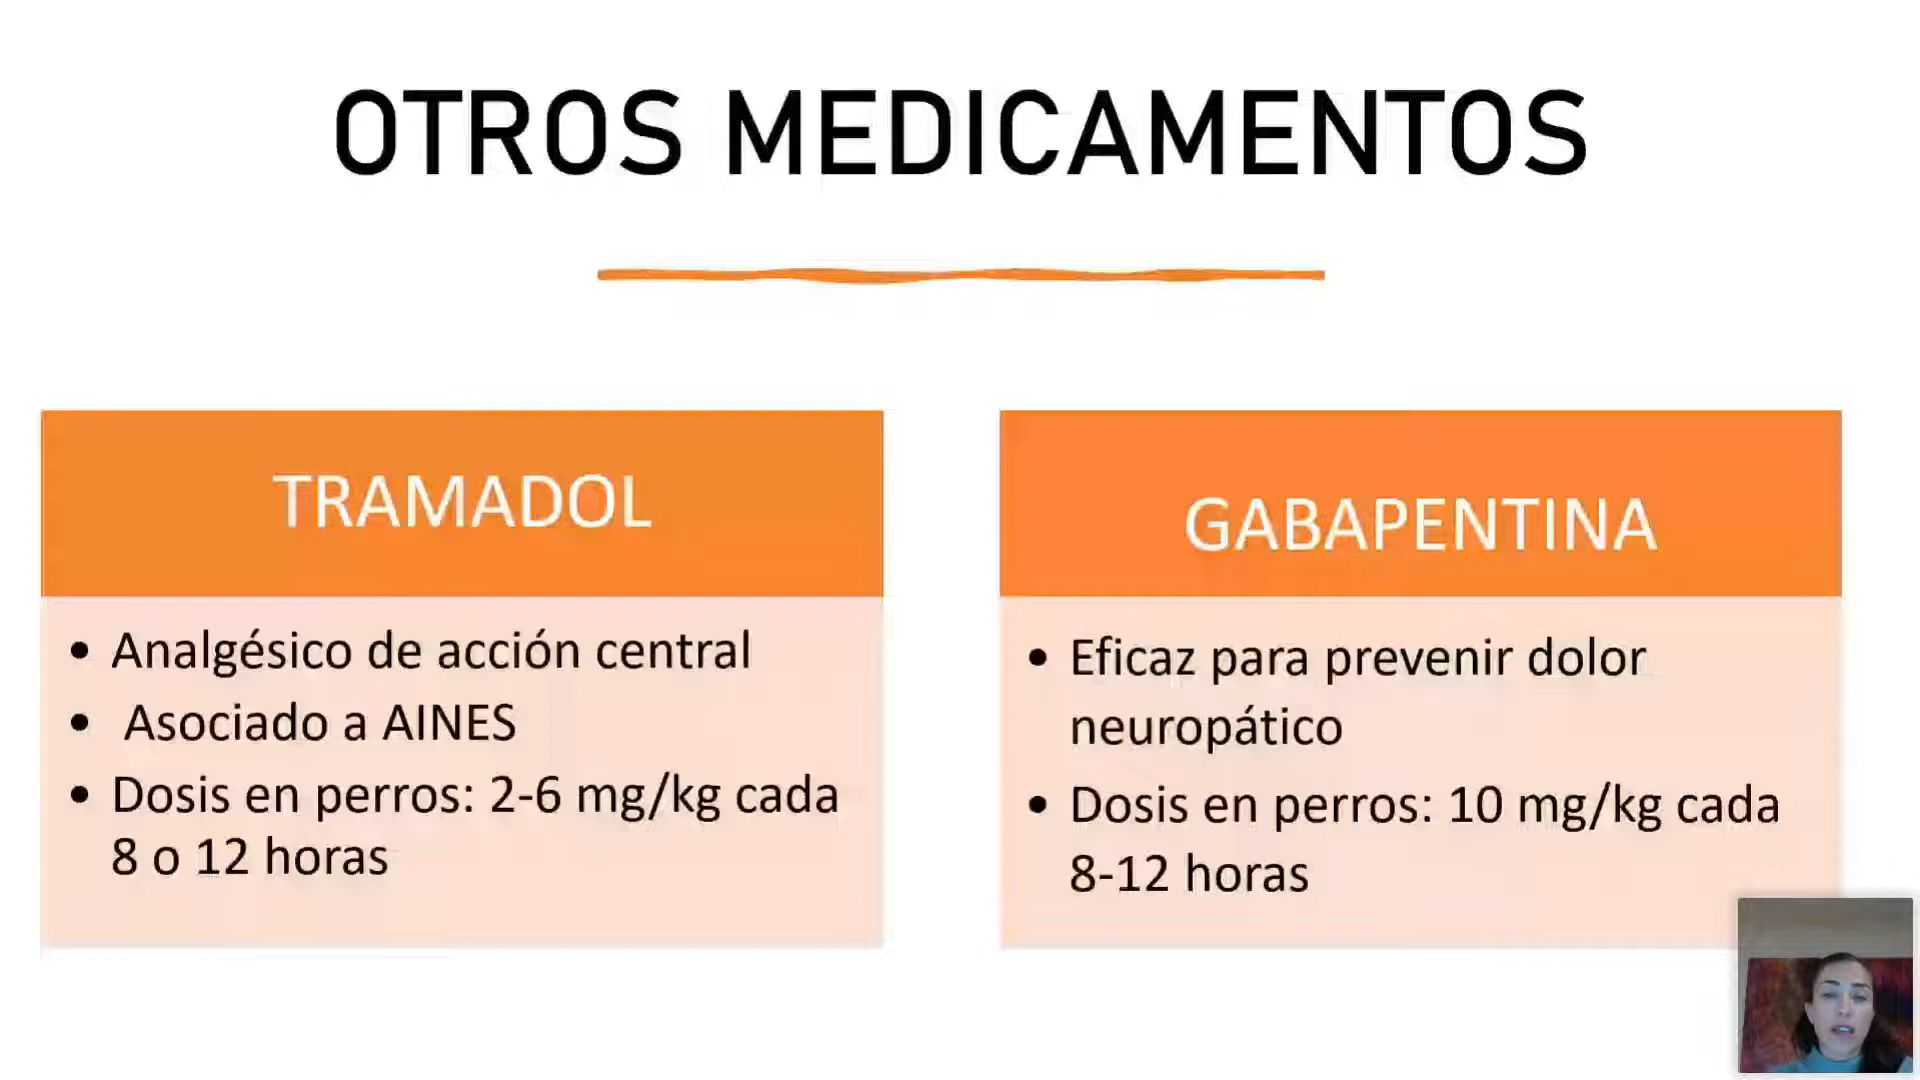 OTROS MEDICAMENTOS
TRAMADOL
• Analgésico de acción central
• Asociado a AINES
• Dosis en perros: 2-6 mg/kg cada
8 o 12 horas
GABAPENTINA
• Eficaz para prevenir dolor
neuropático
• Dosis en perros: 10 mg/kg cada
8-12 horas